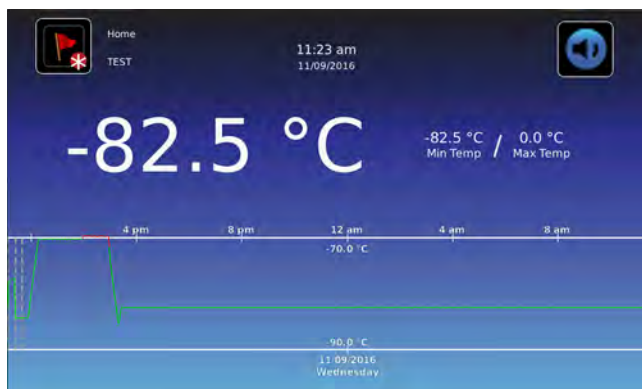 Home
TEST
11:23 am
11/09/2016
-82.5 °C
-82.5 °C / 0.0 °C
Min Temp Max Temp
4 pm 8 pm 12 am 4 am 8 am
-70.0 °C
-90.0 °C
11/09/2016
Wednesday